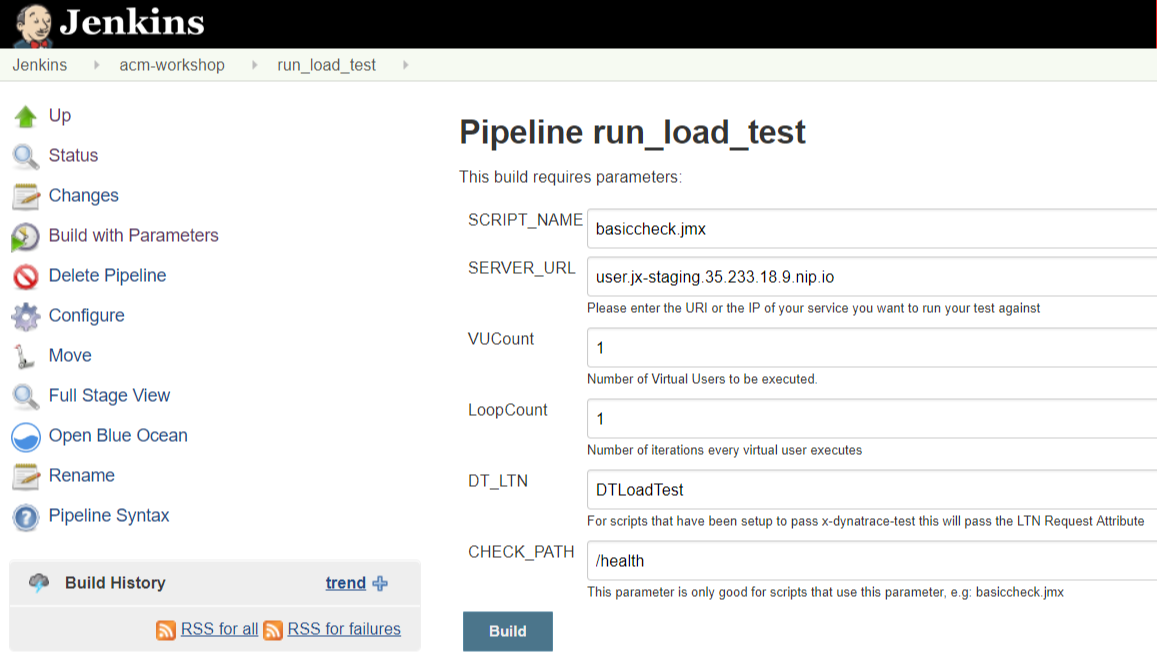 Jenkins
Jenkins acm-workshop run_load_test
Up
Status
Changes
Build with Parameters
Delete Pipeline
Configure
Move
Full Stage View
Open Blue Ocean
Rename
Pipeline Syntax
Build History trend
RSS for all RSS for failures
Pipeline run_load_test
This build requires parameters:
SCRIPT_NAME basiccheck.jmx
SERVER_URL user.jx-staging.35.233.18.9.nip.io
Please enter the URI or the IP of your service you want to run your test against
VUCount 1
Number of Virtual Users to be executed.
LoopCount 1
Number of iterations every virtual user executes
DT_LTN DTLoadTest
For scripts that have been setup to pass x-dynatrace-test this will pass the LTN Request Attribute
CHECK_PATH /health
This parameter is only good for scripts that use this parameter, e.g: basiccheck.jmx
Build